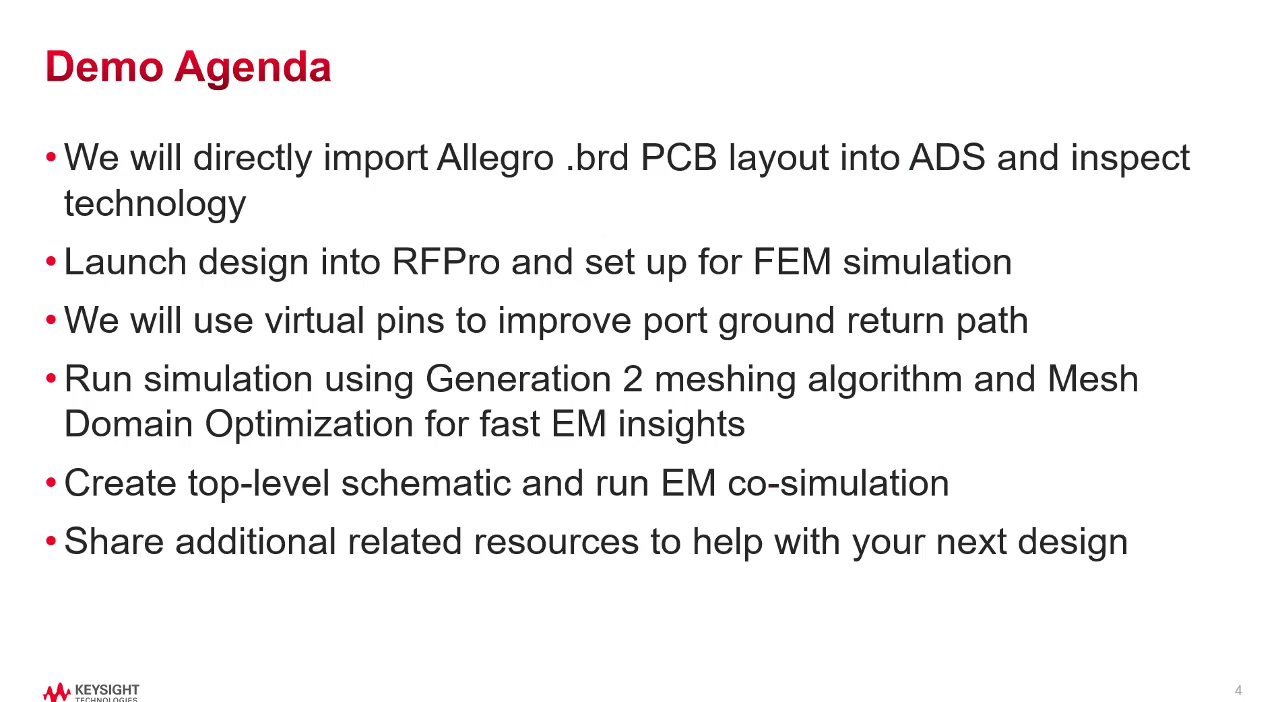 Demo Agenda
• We will directly import Allegro .brd PCB layout into ADS and inspect
technology
• Launch design into RFPro and set up for FEM simulation
• We will use virtual pins to improve port ground return path
• Run simulation using Generation 2 meshing algorithm and Mesh
Domain Optimization for fast EM insights
• Create top-level schematic and run EM co-simulation
• Share additional related resources to help with your next design
KEYSIGHT
TECHNOLOGIES
4